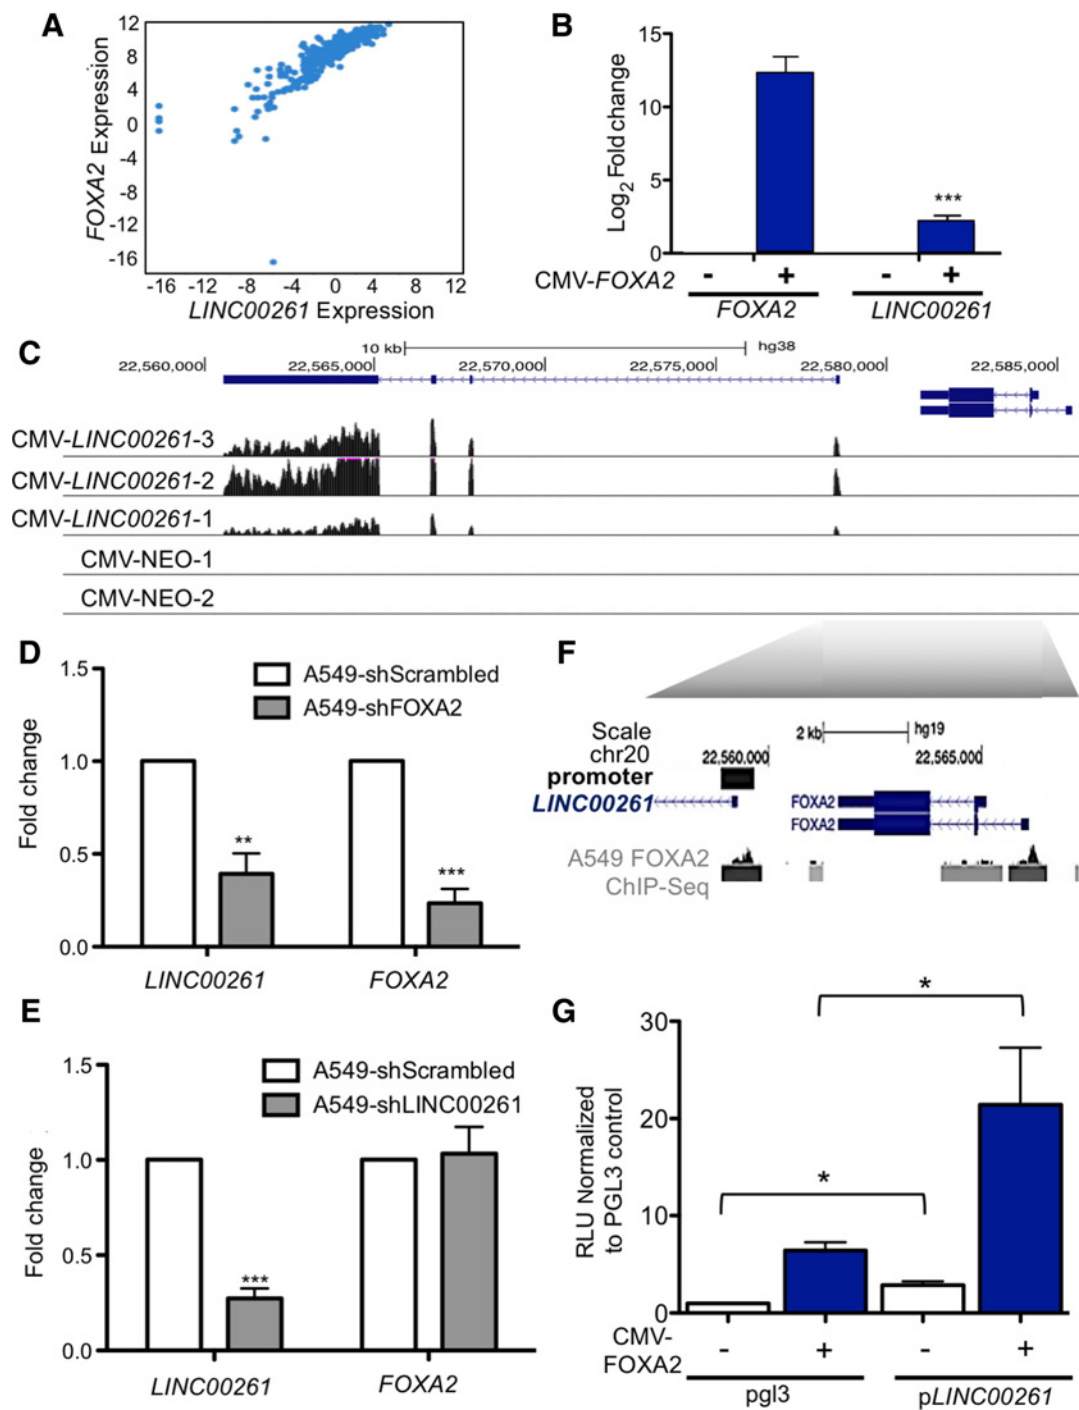 A
FOXA2 Expression
12
8
4
0
-4
-8
-12
-16
-16 -12 -8 -4 0 4 8 12
LINC00261 Expression
B
Log2 Fold change
15
10
5
0
***
CMV-FOXA2 - + - +
FOXA2 LINC00261
C
10 kb hg38
22,560,000 22,565,000 22,570,000 22,575,000 22,580,000 22,585,000
CMV-LINC00261-3
CMV-LINC00261-2
CMV-LINC00261-1
CMV-NEO-1
CMV-NEO-2
D
Fold change
1.5
1.0
0.5
0.0
A549-shScrambled
A549-shFOXA2
**
***
LINC00261 FOXA2
E
Fold change
1.5
1.0
0.5
0.0
A549-shScrambled
A549-shLINC00261
***
LINC00261 FOXA2
F
Scale 2 kb hg19
chr20 22,560,000 22,565,000
promoter
LINC00261 FOXA2
FOXA2
A549 FOXA2
ChIP-Seq
G
RLU Normalized
to PGL3 control
30
20
10
0
*
*
CMV-
FOXA2 - + - +
pgl3 pLINC00261